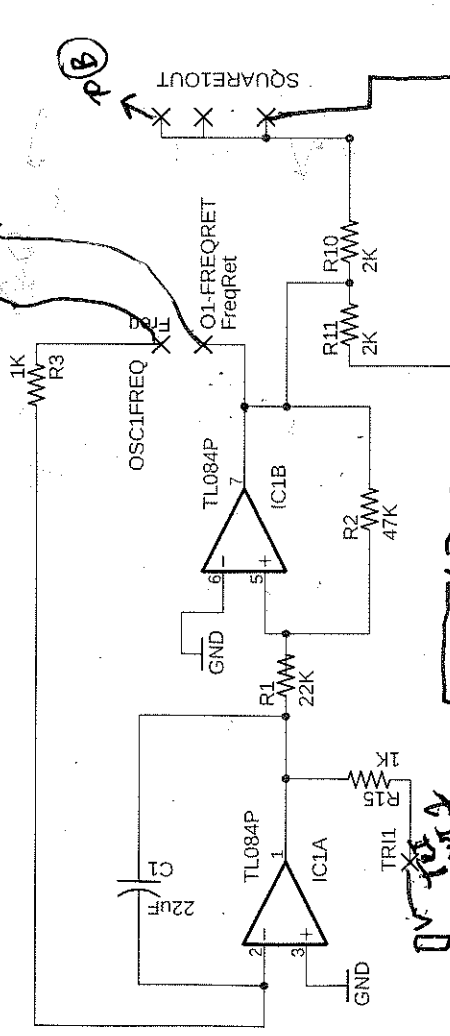 B
SQUARE1OUT
1K
R3
Freq
OSC1FREQ
O1-FREQRET
FreqRet
R10
2K
R11
2K
TL084P
6
-
5
+
7
IC1B
GND
R2
47K
R1
22K
C1
22uF
TL084P
2
-
3
+
1
IC1A
GND
R15
1K
TRI1